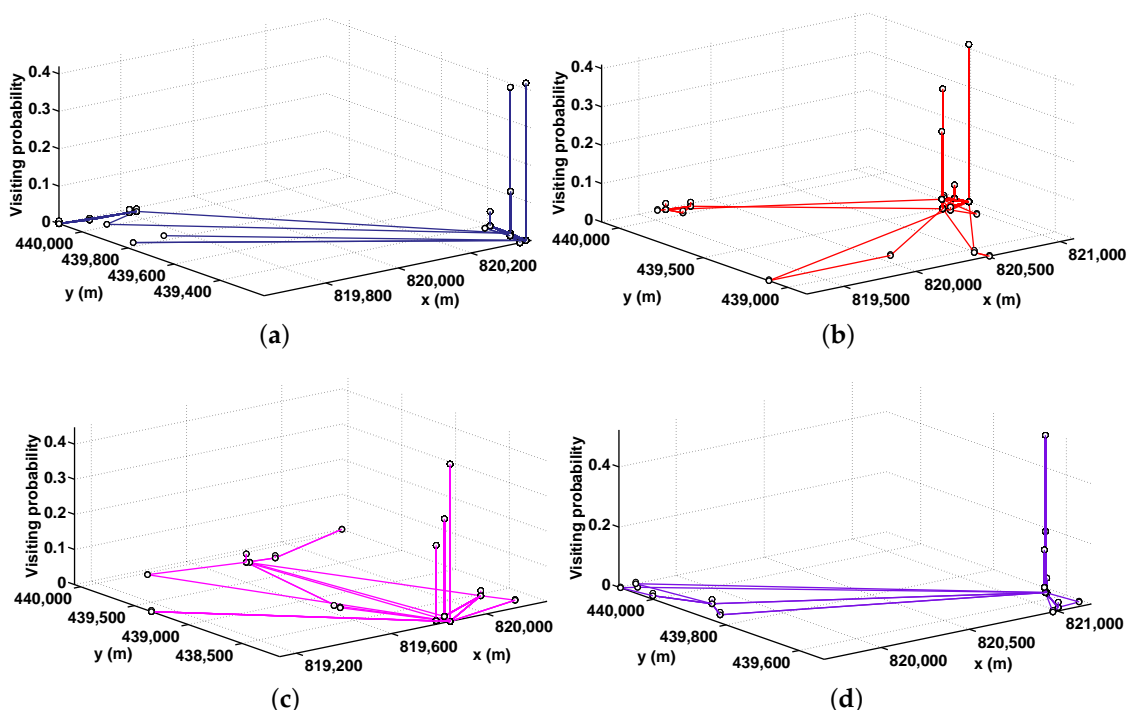 Visiting probability
0.4
0.3
0.2
0.1
0
440,000
439,800
439,600
439,400
y (m)
819,800
820,000
820,200
x (m)
(a)
Visiting probability
0.4
0.3
0.2
0.1
0
440,000
439,500
439,000
y (m)
819,500
820,000
820,500
821,000
x (m)
(b)
Visiting probability
0.4
0.3
0.2
0.1
0
440,000
439,500
439,000
438,500
y (m)
819,200
819,600
820,000
x (m)
(c)
Visiting probability
0.4
0.2
0
440,000
439,800
439,600
y (m)
820,000
820,500
821,000
x (m)
(d)